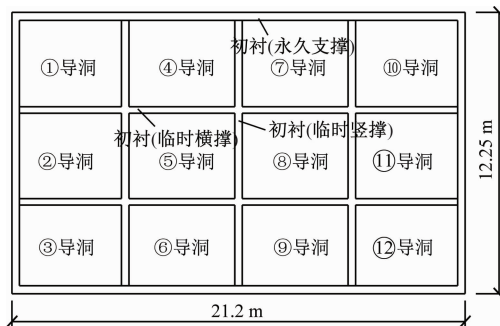 初衬(永久支撑)
①导洞
④导洞
⑦导洞
⑩导洞
初衬(临时横撑)
初衬(临时竖撑)
②导洞
⑤导洞
⑧导洞
⑪导洞
③导洞
⑥导洞
⑨导洞
⑫导洞
12.25 m
21.2 m